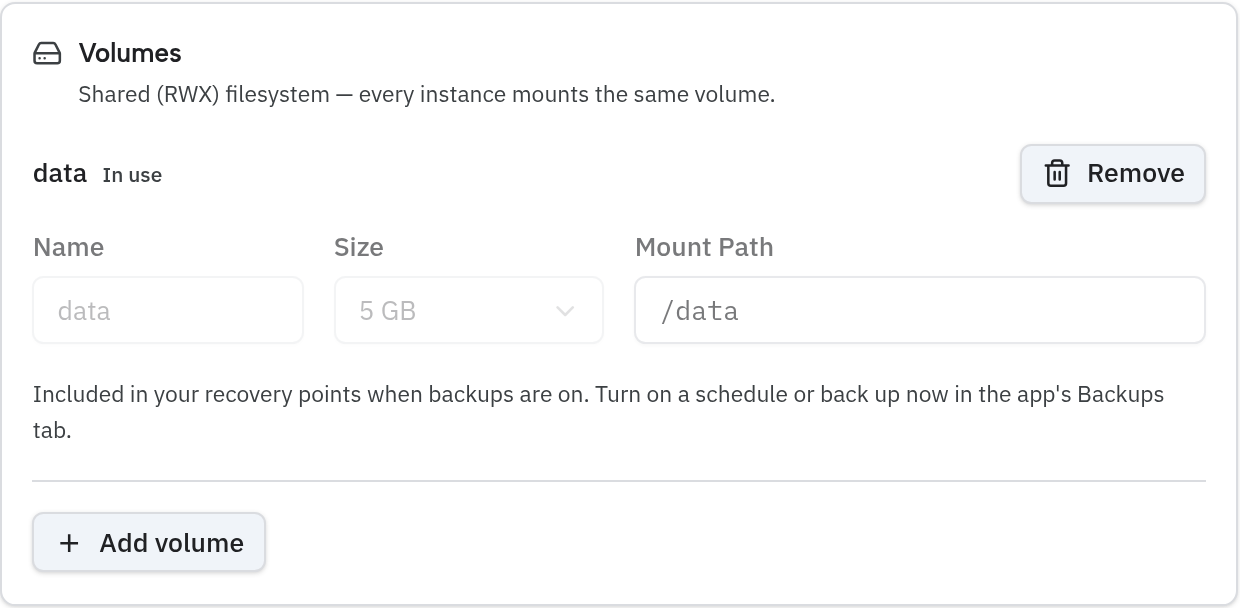 Volumes
Shared (RWX) filesystem — every instance mounts the same volume.
data In use
Remove
Name
Size
Mount Path
data
5 GB
/data
Included in your recovery points when backups are on. Turn on a schedule or back up now in the app's Backups
tab.
+ Add volume